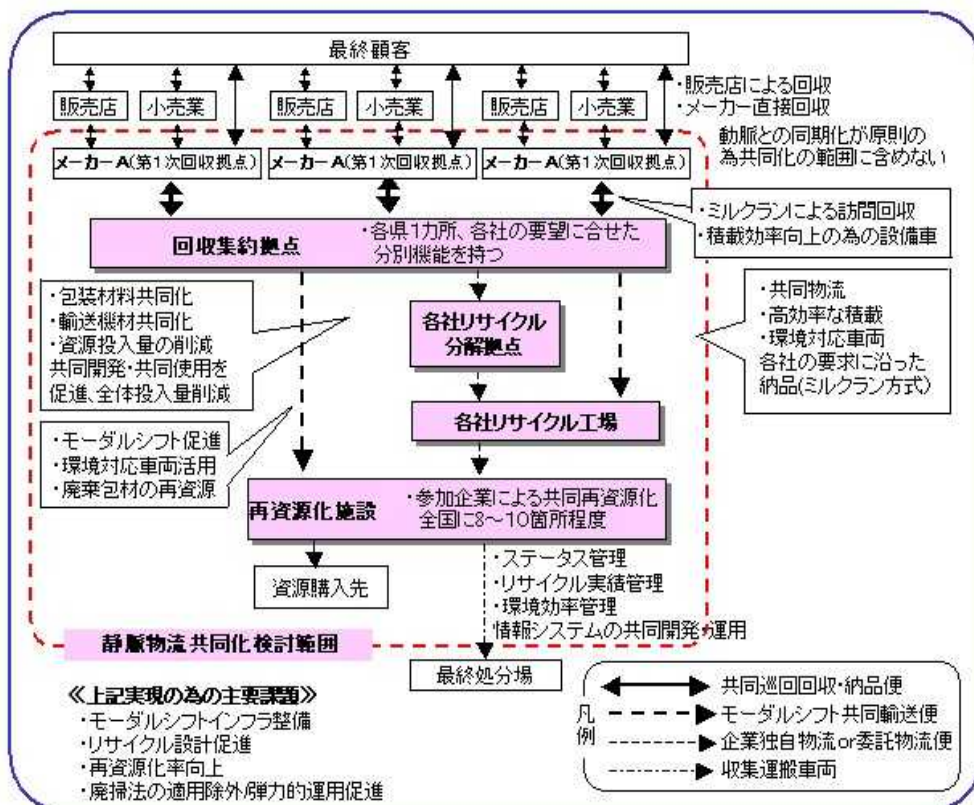 最終顧客
販売店
小売業
販売店
小売業
販売店
小売業
・販売店による回収
・メーカー直接回収
動脈との同期化が原則の
為共同化の範囲に含めない
メーカーA(第1次回収拠点)
メーカーA(第1次回収拠点)
メーカーA(第1次回収拠点)
・ミルクランによる訪問回収
・積載効率向上の為の設備車
回収集約拠点
・各県1カ所、各社の要望に合せた
分別機能を持つ
・包装材料共同化
・輸送機材共同化
・資源投入量の削減
共同開発・共同使用を
促進、全体投入量削減
各社リサイクル
分解拠点
・共同物流
・高効率な積載
・環境対応車両
各社の要求に沿った
納品(ミルクラン方式)
各社リサイクル工場
・モーダルシフト促進
・環境対応車両活用
・廃棄包材の再資源
再資源化施設
・参加企業による共同再資源化
全国に8～10箇所程度
資源購入先
・ステータス管理
・リサイクル実績管理
・環境効率管理
情報システムの共同開発・運用
静脈物流共同化検討範囲
最終処分場
≪上記実現の為の主要課題≫
・モーダルシフトインフラ整備
・リサイクル設計促進
・再資源化率向上
・廃掃法の適用除外/弾力的運用促進
凡例
共同巡回回収・納品便
モーダルシフト共同輸送便
企業独自物流or委託物流便
収集運搬車両